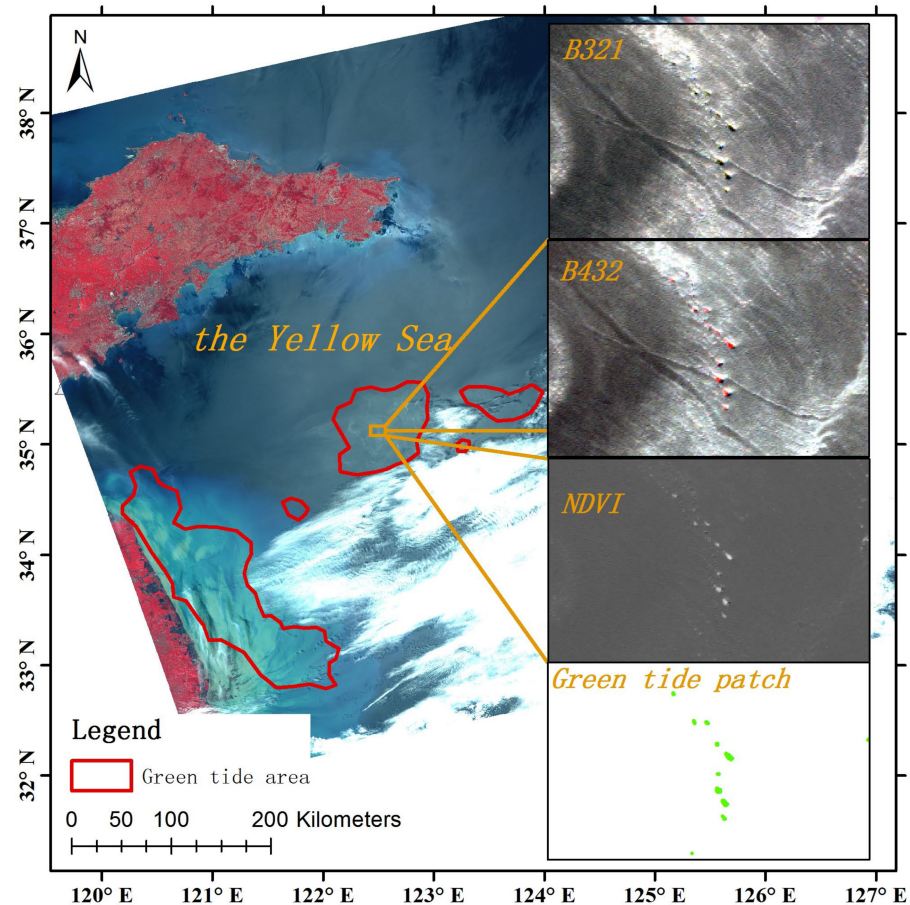 N
B321
38° N
37° N
B432
the Yellow Sea
36° N
35° N
NDVI
34° N
33° N
Green tide patch
Legend
Green tide area
32° N
0 50 100 200 Kilometers
120° E 121° E 122° E 123° E 124° E 125° E 126° E 127° E